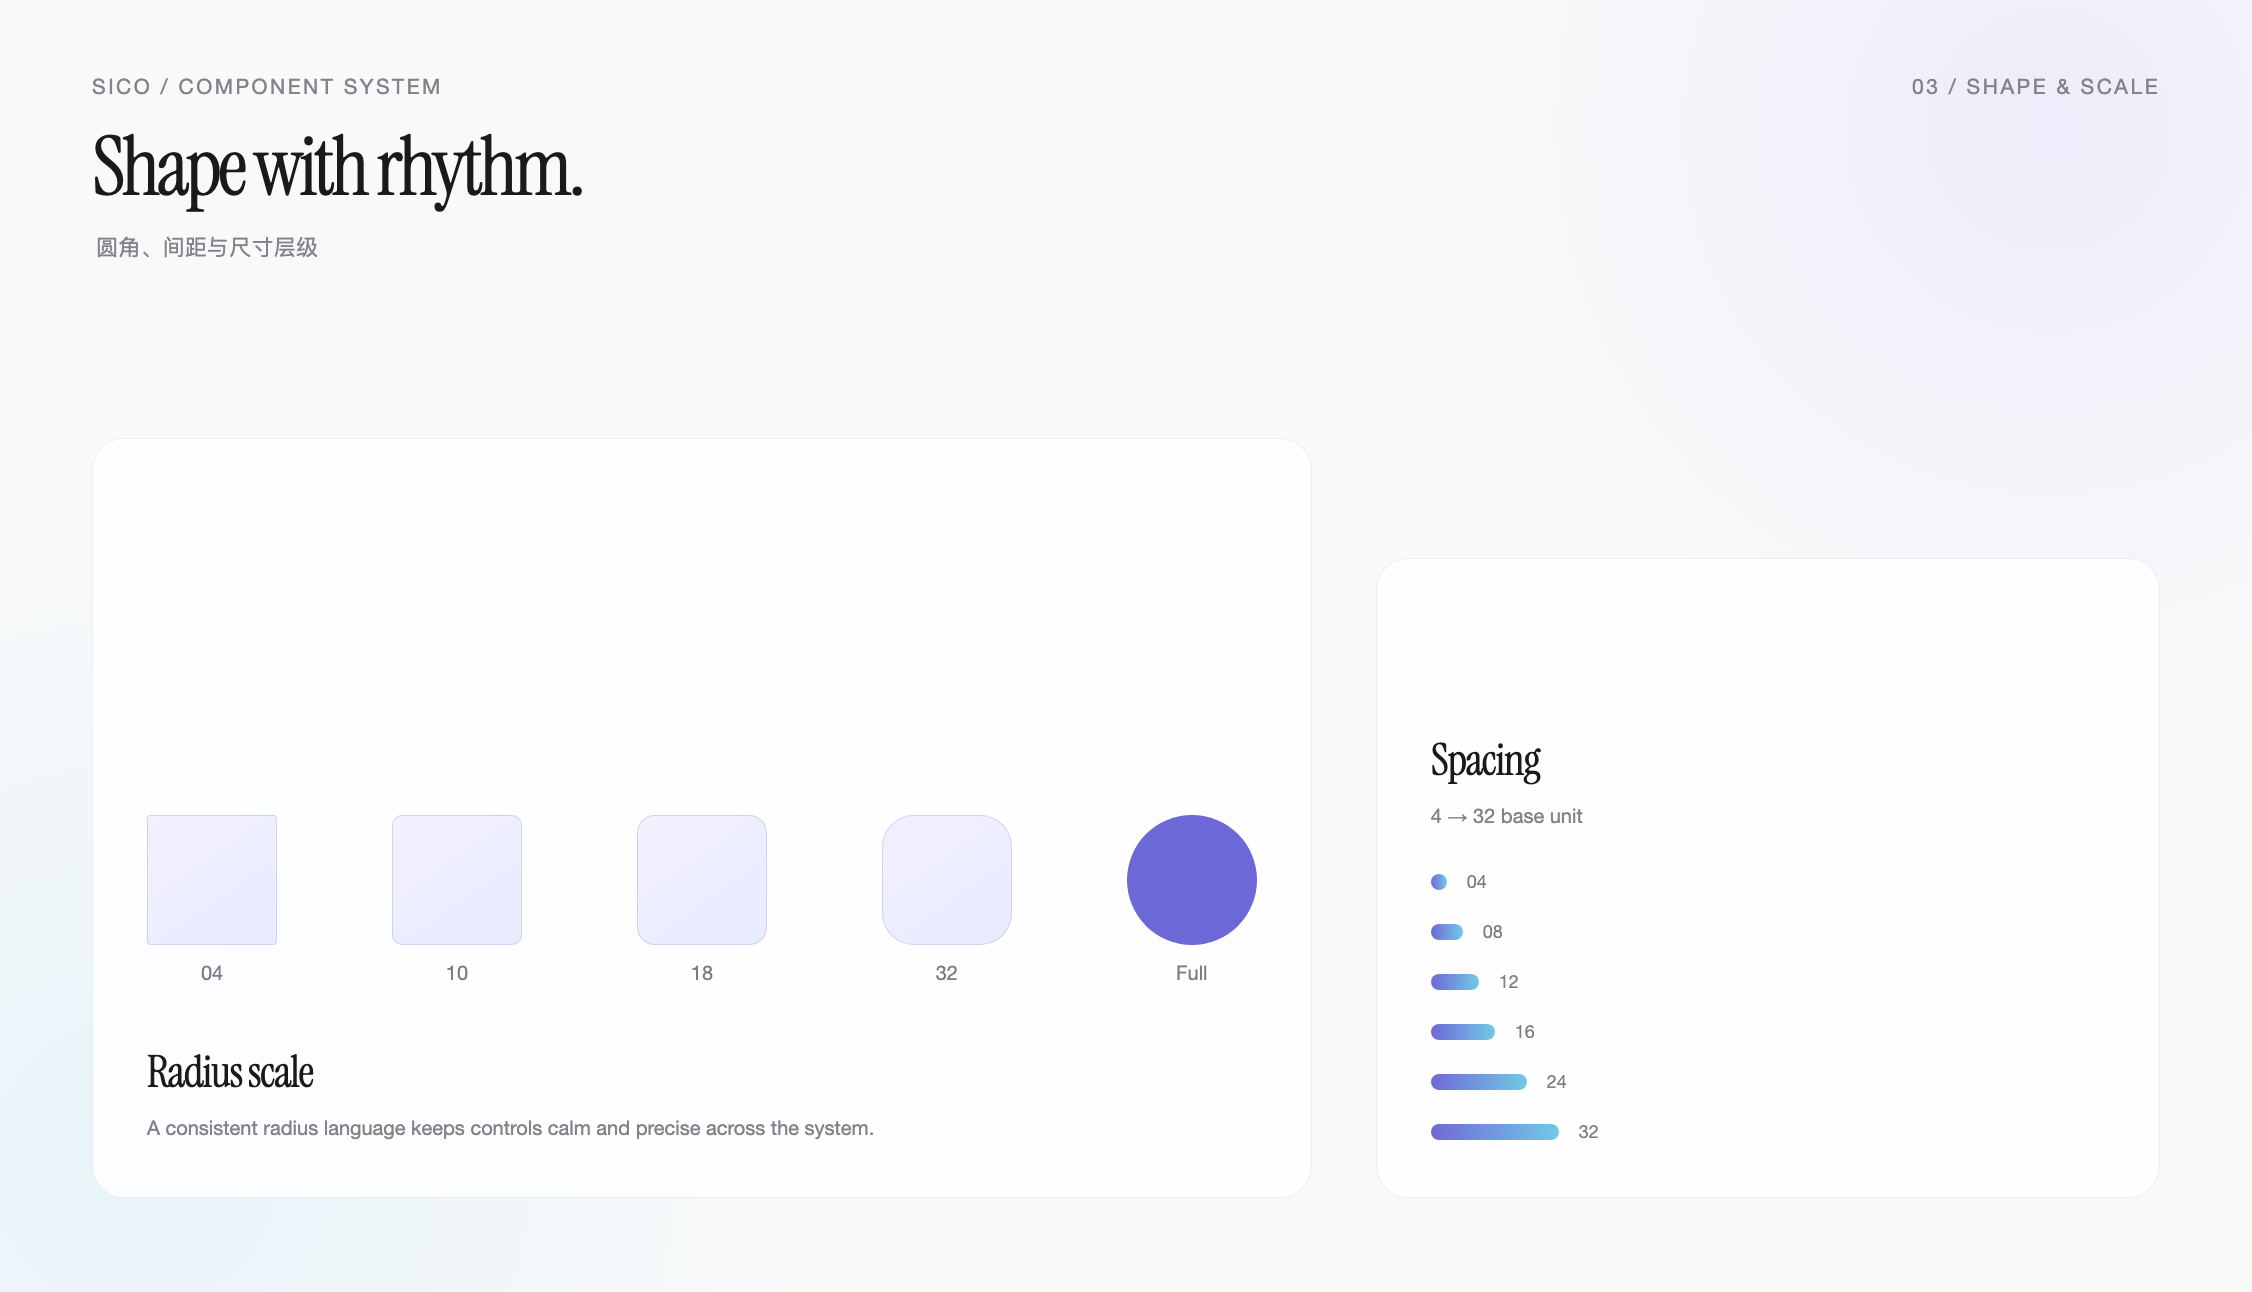 SICO / COMPONENT SYSTEM
03 / SHAPE & SCALE
Shape with rhythm.
圆角、间距与尺寸层级
04
10
18
32
Full
Radius scale
A consistent radius language keeps controls calm and precise across the system.
Spacing
4 → 32 base unit
04
08
12
16
24
32